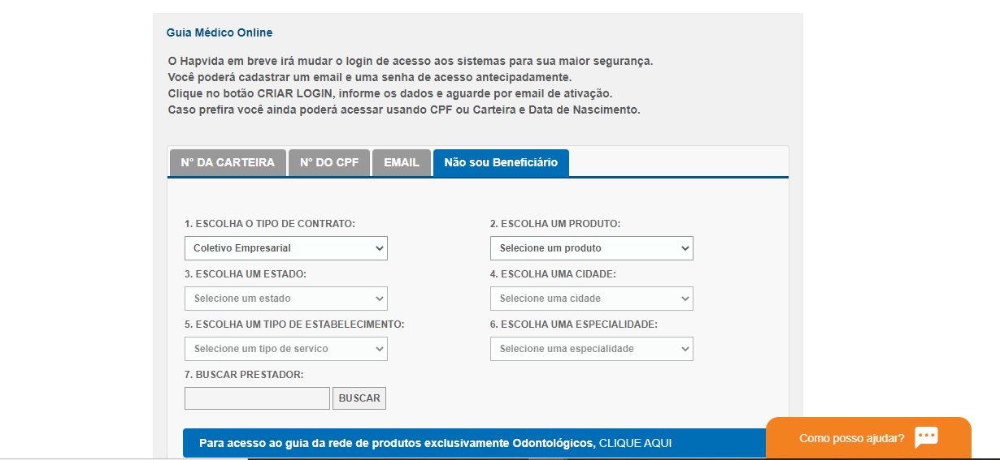 Guia Médico Online
O Hapvida em breve irá mudar o login de acesso aos sistemas para sua maior segurança.
Você poderá cadastrar um email e uma senha de acesso antecipadamente.
Clique no botão CRIAR LOGIN, informe os dados e aguarde por email de ativação.
Caso prefira você ainda poderá acessar usando CPF ou Carteira e Data de Nascimento.
N° DA CARTEIRA N° DO CPF EMAIL Não sou Beneficiário
1. ESCOLHA O TIPO DE CONTRATO: 2. ESCOLHA UM PRODUTO:
Coletivo Empresarial Selecione um produto
3. ESCOLHA UM ESTADO: 4. ESCOLHA UMA CIDADE:
Selecione um estado Selecione uma cidade
5. ESCOLHA UM TIPO DE ESTABELECIMENTO: 6. ESCOLHA UMA ESPECIALIDADE:
Selecione um tipo de servico Selecione uma especialidade
7. BUSCAR PRESTADOR:
BUSCAR
Para acesso ao guia da rede de produtos exclusivamente Odontológicos, CLIQUE AQUI
Como posso ajudar?